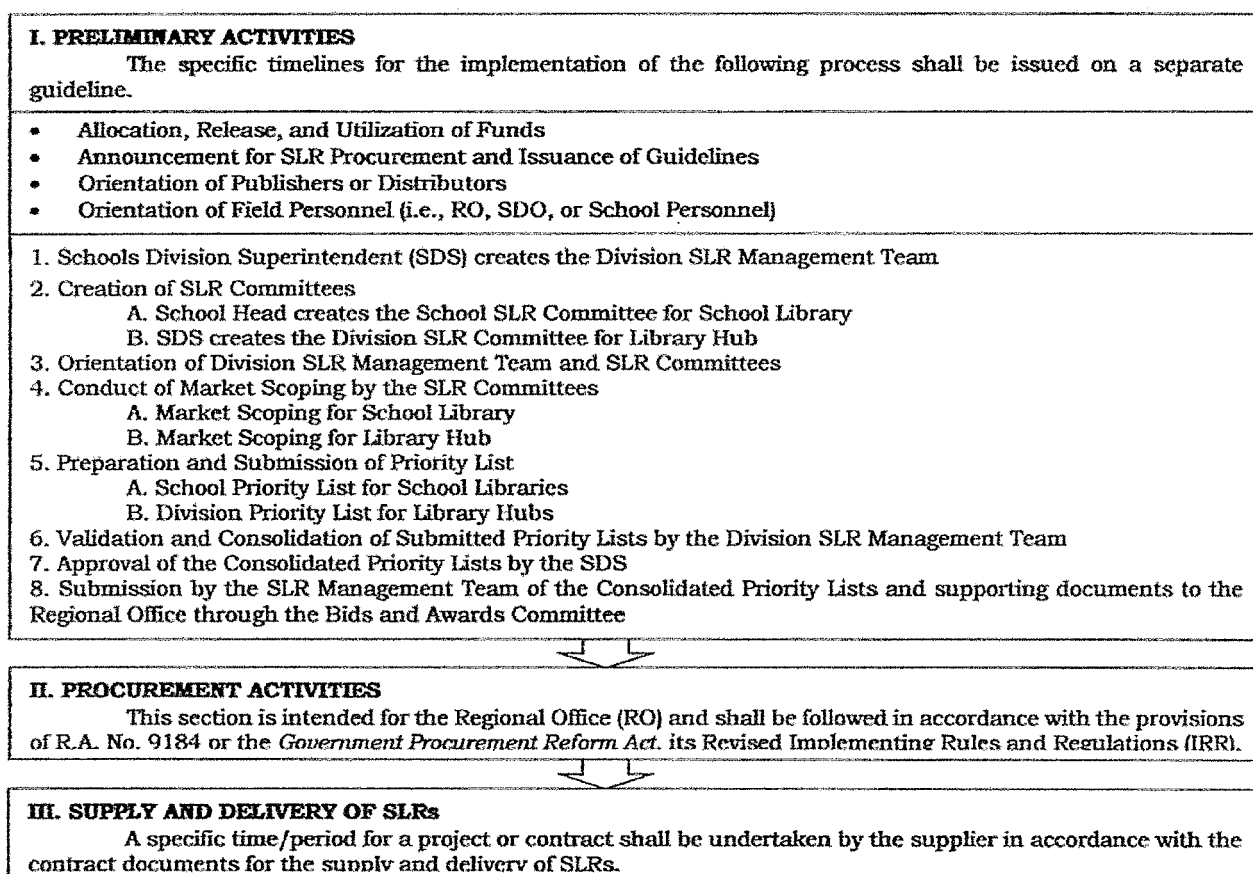 I. PRELIMINARY ACTIVITIES
The specific timelines for the implementation of the following process shall be issued on a separate
guideline.
• Allocation, Release, and Utilization of Funds
• Announcement for SLR Procurement and Issuance of Guidelines
• Orientation of Publishers or Distributors
• Orientation of Field Personnel (i.e., RO, SDO, or School Personnel)
1. Schools Division Superintendent (SDS) creates the Division SLR Management Team
2. Creation of SLR Committees
A. School Head creates the School SLR Committee for School Library
B. SDS creates the Division SLR Committee for Library Hub
3. Orientation of Division SLR Management Team and SLR Committees
4. Conduct of Market Scoping by the SLR Committees
A. Market Scoping for School Library
B. Market Scoping for Library Hub
5. Preparation and Submission of Priority List
A. School Priority List for School Libraries
B. Division Priority List for Library Hubs
6. Validation and Consolidation of Submitted Priority Lists by the Division SLR Management Team
7. Approval of the Consolidated Priority Lists by the SDS
8. Submission by the SLR Management Team of the Consolidated Priority Lists and supporting documents to the
Regional Office through the Bids and Awards Committee
II. PROCUREMENT ACTIVITIES
This section is intended for the Regional Office (RO) and shall be followed in accordance with the provisions
of R.A. No. 9184 or the Government Procurement Reform Act, its Revised Implementing Rules and Regulations (IRR).
III. SUPPLY AND DELIVERY OF SLRs
A specific time/period for a project or contract shall be undertaken by the supplier in accordance with the
contract documents for the supply and delivery of SLRs.